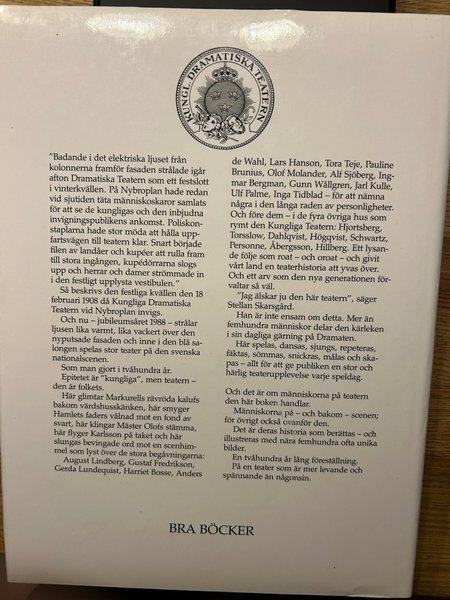 KUNGL. DRAMATISKA TEATERN
"Badande i det elektriska ljuset från
kolonnerna framför fasaden strålade igår
afton Dramatiska Teatern som ett festslott
i vinterkvällen. På Nybroplan hade redan
vid sjutiden täta människoskaror samlats
för att se de kungligas och den inbjudna
invigningspublikens ankomst. Poliskon-
staplarna hade stor möda att hålla upp-
fartsvägen till teatern klar. Snart började
filen av landåer och kupéer att rulla fram
till stora ingången, kupédörrarna slogs
upp och herrar och damer strömmade in
i den festligt upplysta vestibulen."
Så beskrivs den festliga kvällen den 18
februari 1908 då Kungliga Dramatiska
Teatern vid Nybroplan invigs.
Och nu – jubileumsåret 1988 – strålar
ljusen lika varmt, lika vackert över den
nyputsade fasaden och inne i den blå sa-
longen spelas stor teater på den svenska
nationalscenen.
Som man gjort i tvåhundra år.
Epitetet är "kungliga", men teatern –
den är folkets.
Här glimtar Markurells rävröda kalufs
bakom värdshusskänken, här smyger
Hamlets faders vålnad mot en fond av
svart, här klingar Mäster Olofs stämma,
här flyger Karlsson på taket och här
slungas bevingade ord mot en scenhim-
mel som lyst över de stora begåvningarna:
August Lindberg, Gustaf Fredrikson,
Gerda Lundequist, Harriet Bosse, Anders
de Wahl, Lars Hanson, Tora Teje, Pauline
Brunius, Olof Molander, Alf Sjöberg, Ing-
mar Bergman, Gunn Wållgren, Jarl Kulle,
Ulf Palme, Inga Tidblad – för att nämna
några i den långa raden av personligheter.
Och före dem – i de fyra övriga hus som
rymt den Kungliga Teatern: Hjortsberg,
Torsslow, Dahlqvist, Högqvist, Schwartz,
Personne, Åbergsson, Hillberg. Ett lysan-
de följe som roat – och oroat – och givit
vårt land en teaterhistoria att yvas över.
Och ett arv som den nya generationen för-
valtar så väl.
"Jag älskar ju den här teatern", säger
Stellan Skarsgård.
Han är inte ensam om detta. Mer än
femhundra människor delar den kärleken
i sin dagliga gärning på Dramaten.
Här spelas, dansas, sjungs, repeteras,
fäktas, sömmas, snickras, målas och ska-
pas – allt för att ge publiken en stor och
härlig teaterupplevelse varje speldag.
Och det är om människorna på teatern
den här boken handlar.
Människorna på – och bakom – scenen;
för övrigt också ovanför den.
Det är deras historia som berättas – och
illustreras med nära femhundra ofta unika
bilder.
En tvåhundra år lång föreställning.
På en teater som är mer levande och
spännande än någonsin.
BRA BÖCKER